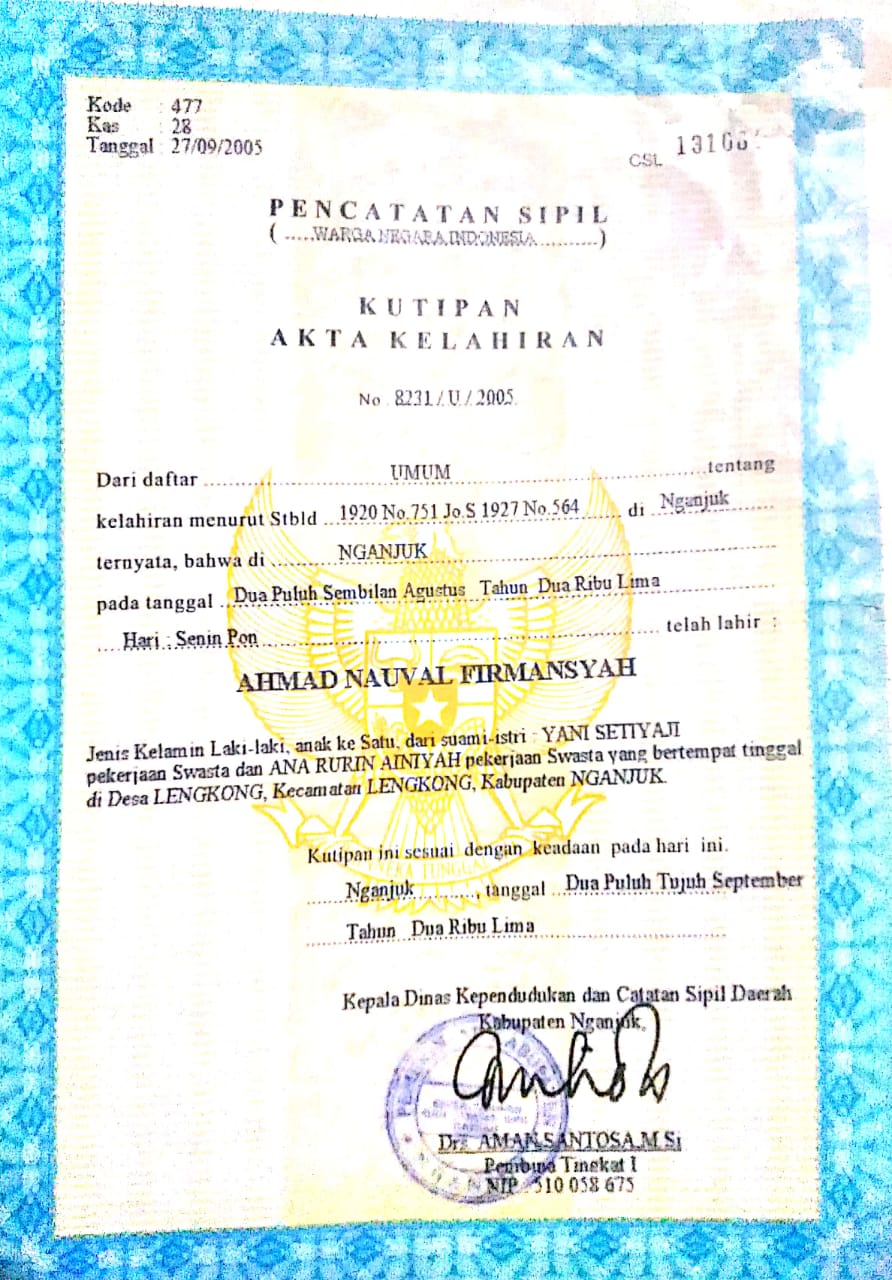 Kode : 477
Kas : 28
Tanggal : 27/09/2005
CSL 13106
PENCATATAN SIPIL
( .....WARGA NEGARA INDONESIA..........)
KUTIPAN
AKTA KELAHIRAN
No. 8231 / U / 2005.
Dari daftar .......... UMUM .......... tentang
kelahiran menurut Stbld ...1920 No.751 Jo.S 1927 No.564 ...... di Nganjuk
ternyata, bahwa di .......... NGANJUK ..........
pada tanggal ..Dua Puluh Sembilan Agustus Tahun Dua Ribu Lima
.... Hari : Senin Pon .......... telah lahir :
AHMAD NAUVAL FIRMANSYAH
Jenis Kelamin Laki-laki, anak ke Satu, dari suami-istri : YANI SETIYAJI
pekerjaan Swasta dan ANA RURIN AINIYAH pekerjaan Swasta yang bertempat tinggal
di Desa LENGKONG, Kecamatan LENGKONG, Kabupaten NGANJUK.
Kutipan ini sesuai dengan keadaan pada hari ini.
...... Nganjuk .........., tanggal ..Dua Puluh Tujuh September
...... Tahun Dua Ribu Lima ..........
Kepala Dinas Kependudukan dan Catatan Sipil Daerah
Kabupaten Nganjuk,
Drs. AMAN SANTOSA.M Si
Pembina Tingkat I
NIP. 510 058 675